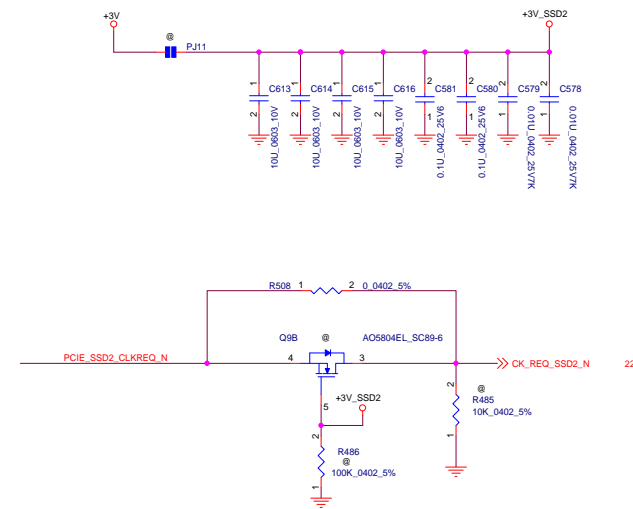 +3V
+3V_SSD2
@
PJ11
1 1 1 1 2 2 2 2
C613 C614 C615 C616 C581 C580 C579 C578
2 2 2 2 1 1 1 1
10U_0603_10V
10U_0603_10V
10U_0603_10V
10U_0603_10V
0.1U_0402_25V6
0.1U_0402_25V6
0.01U_0402_25V7K
0.01U_0402_25V7K
R508 1 2 0_0402_5%
Q9B @ AO5804EL_SC89-6
PCIE_SSD2_CLKREQ_N 4 3 CK_REQ_SSD2_N 22
5 +3V_SSD2
2 @
R485
10K_0402_5%
1
2 R486
@
100K_0402_5%
1